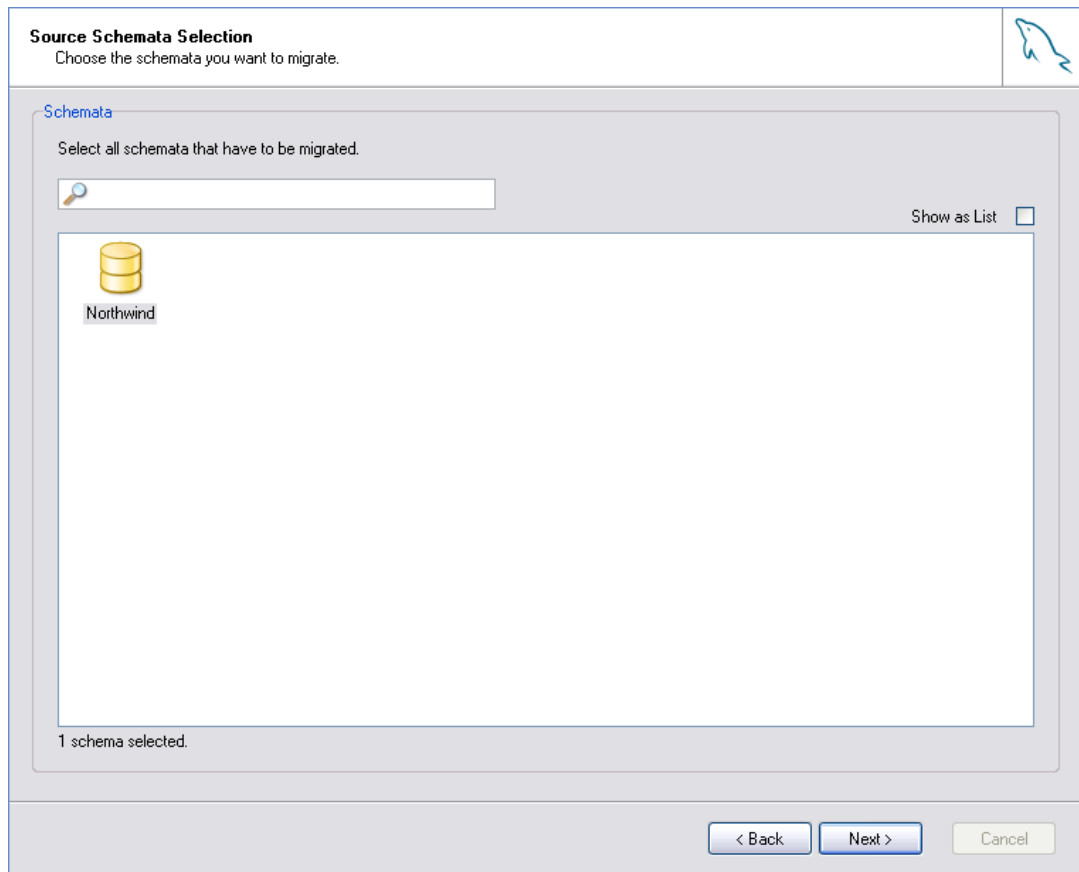 Source Schemata Selection
Choose the schemata you want to migrate.
Schemata
Select all schemata that have to be migrated.
Show as List
Northwind
1 schema selected.
< Back
Next >
Cancel